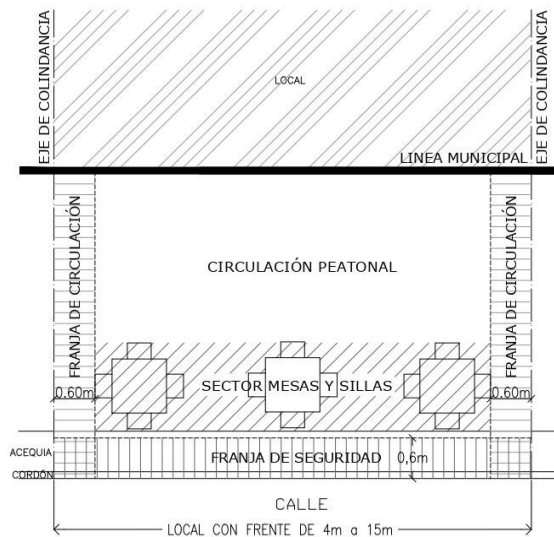 EJE DE COLINDANCIA
EJE DE COLINDANCIA
LOCAL
LINEA MUNICIPAL
FRANJA DE CIRCULACIÓN
FRANJA DE CIRCULACIÓN
CIRCULACIÓN PEATONAL
0.60m
SECTOR MESAS Y SILLAS
0.60m
ACEQUIA
FRANJA DE SEGURIDAD
0,6m
CORDÓN
CALLE
LOCAL CON FRENTE DE 4m a 15m